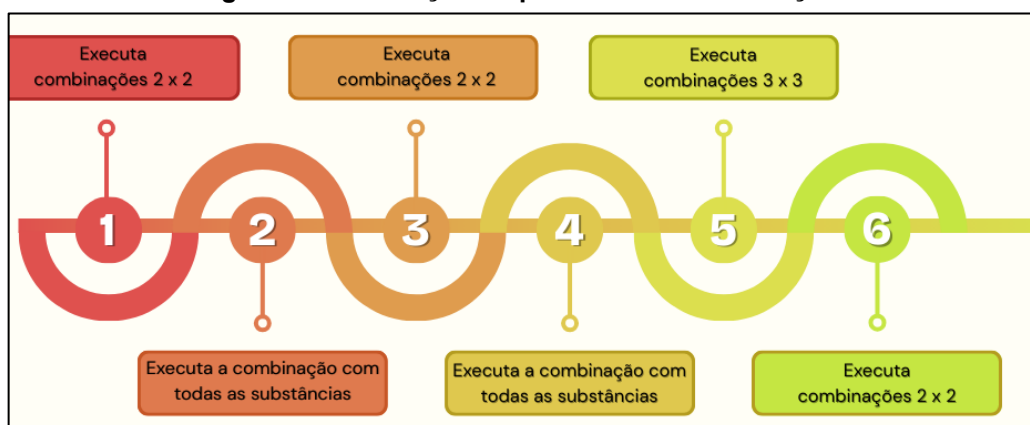 Executa
combinações 2 x 2
Executa
combinações 2 x 2
Executa
combinações 3 x 3
1
2
3
4
5
6
Executa a combinação com
todas as substâncias
Executa a combinação com
todas as substâncias
Executa
combinações 2 x 2